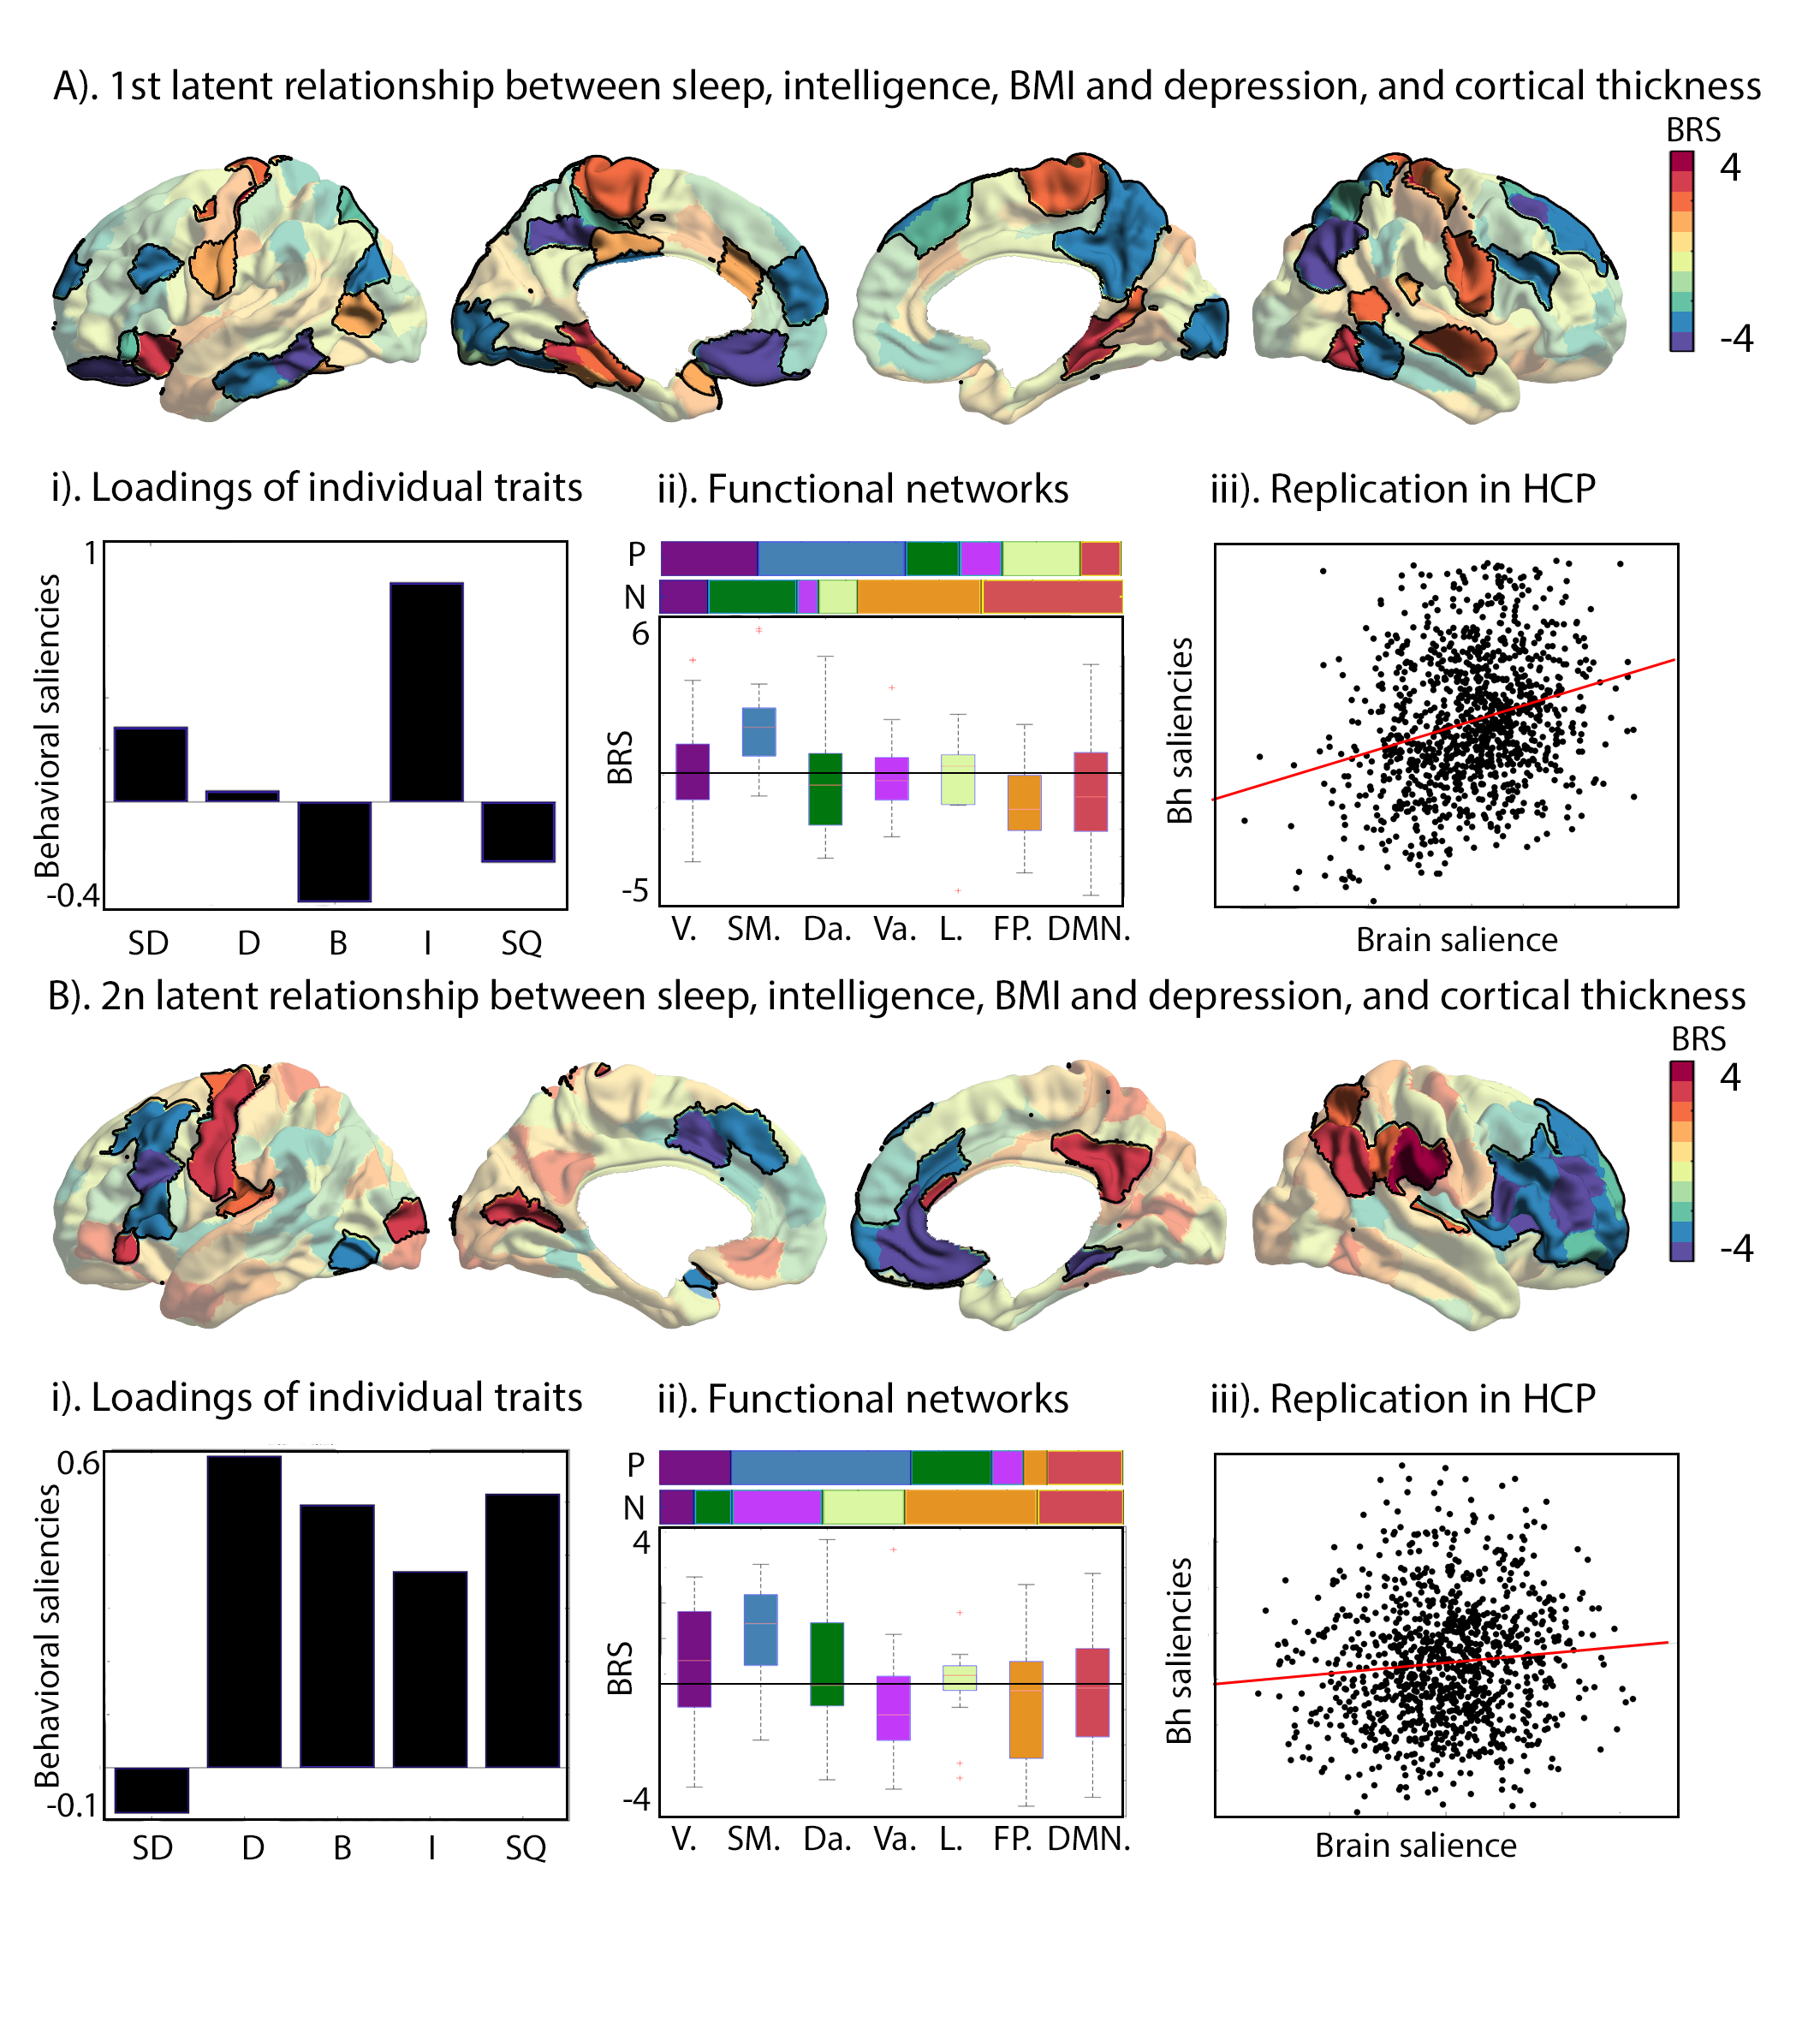 A). 1st latent relationship between sleep, intelligence, BMI and depression, and cortical thickness
BRS
4
-4
i). Loadings of individual traits
ii). Functional networks
iii). Replication in HCP
1
Behavioral saliencies
-0.4
SD D B I SQ
P
N
6
BRS
-5
V. SM. Da. Va. L. FP. DMN.
Bh saliencies
Brain salience
B). 2n latent relationship between sleep, intelligence, BMI and depression, and cortical thickness
BRS
4
-4
i). Loadings of individual traits
ii). Functional networks
iii). Replication in HCP
0.6
Behavioral saliencies
-0.1
SD D B I SQ
P
N
4
BRS
-4
V. SM. Da. Va. L. FP. DMN.
Bh saliencies
Brain salience